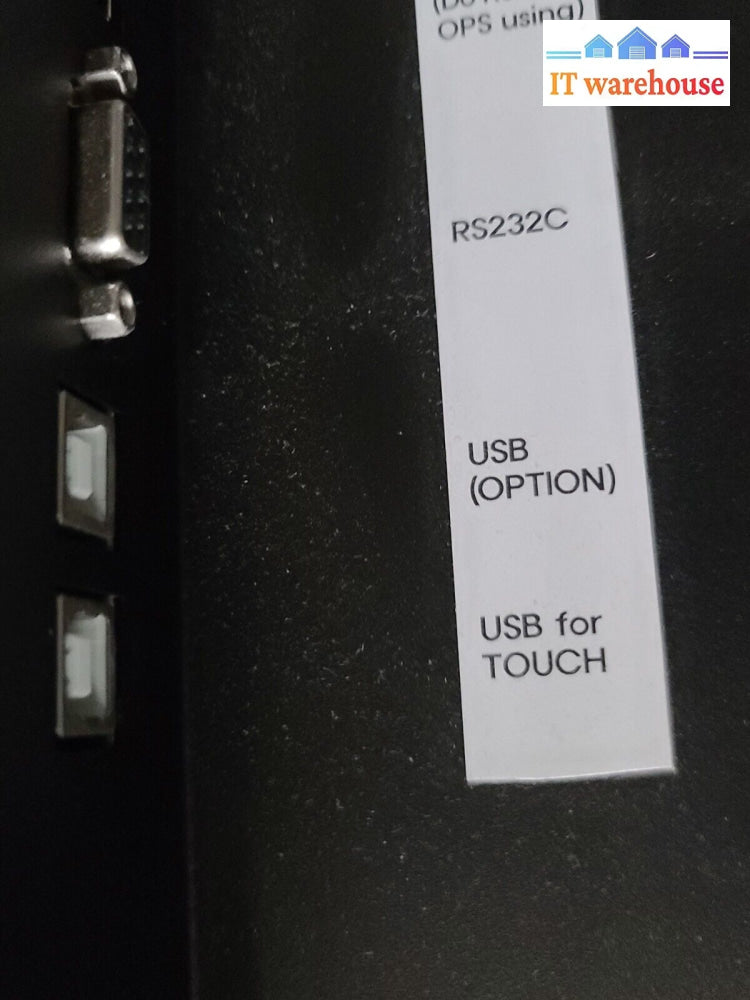 OPS using)
IT warehouse
RS232C
USB
(OPTION)
USB for
TOUCH